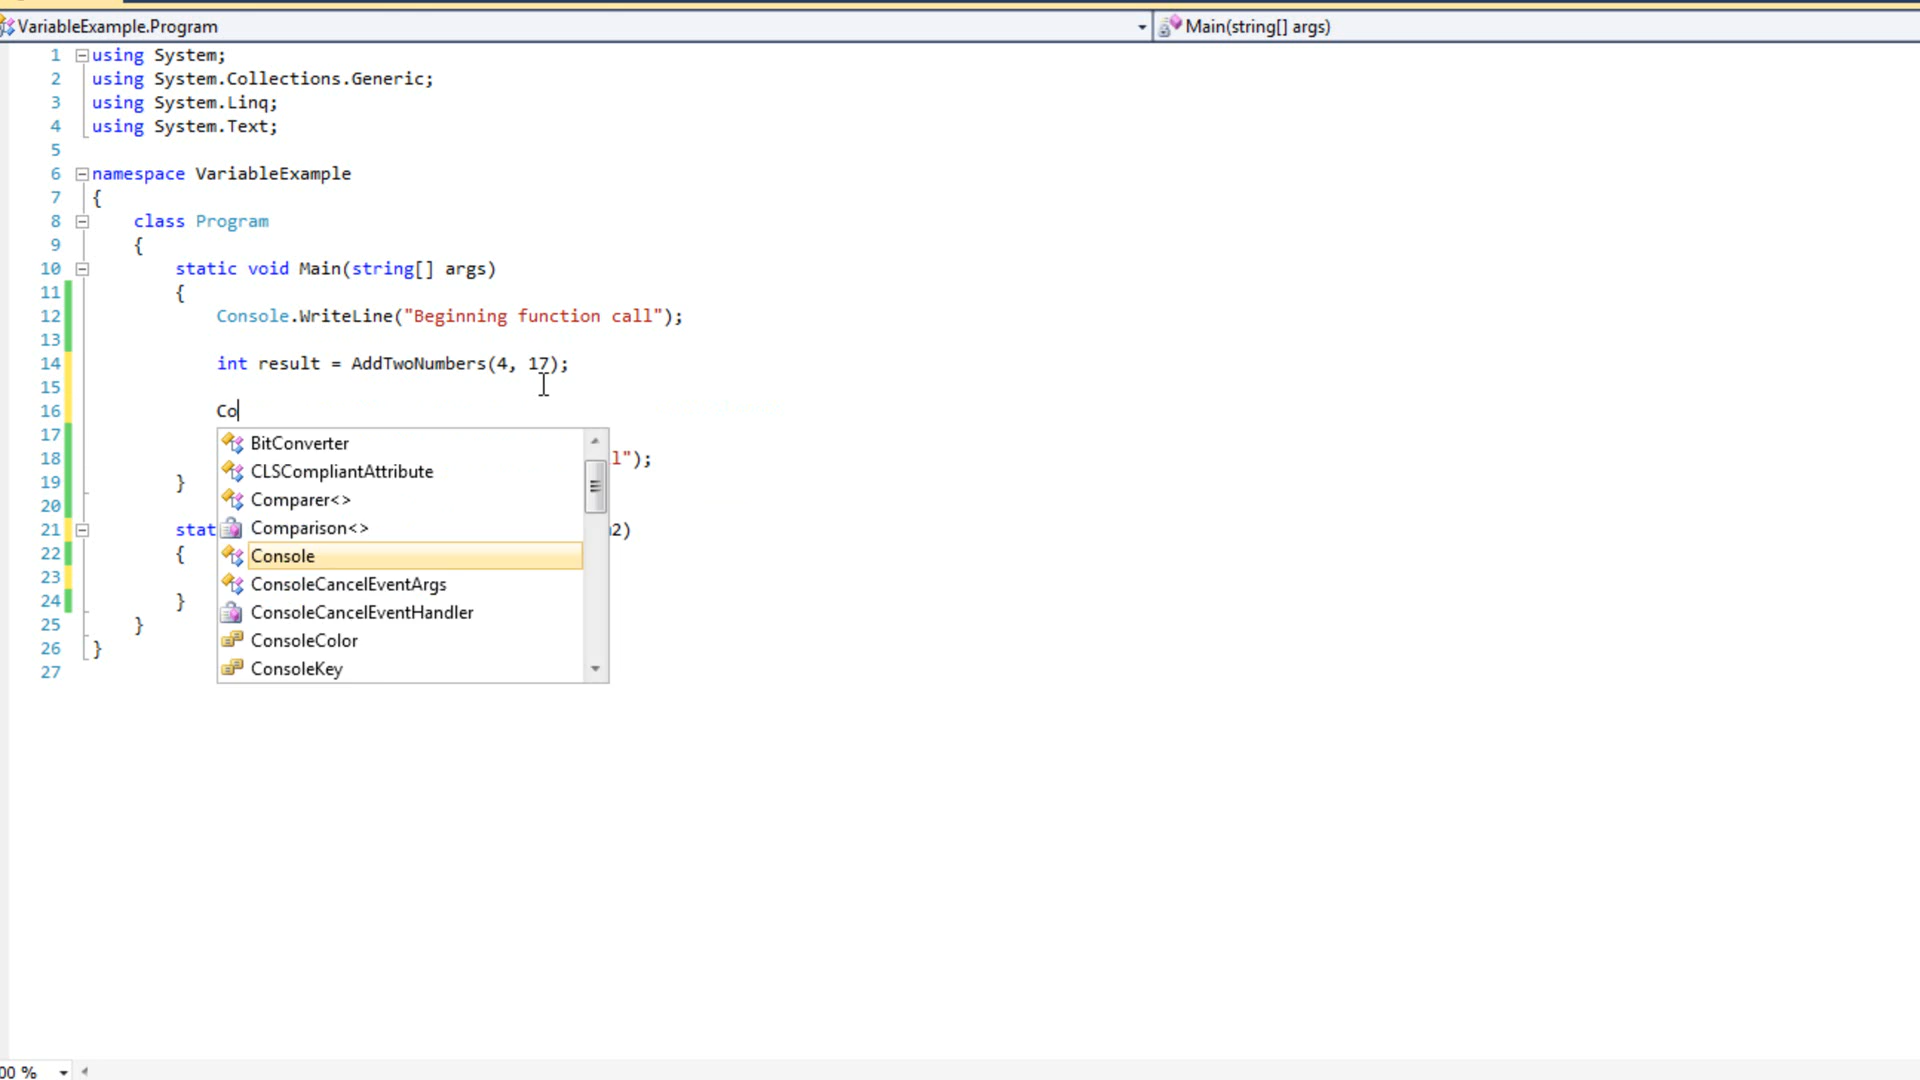 VariableExample.Program
Main(string[] args)
1 using System;
2 using System.Collections.Generic;
3 using System.Linq;
4 using System.Text;
5
6 namespace VariableExample
7 {
8 class Program
9 {
10 static void Main(string[] args)
11 {
12 Console.WriteLine("Beginning function call");
13
14 int result = AddTwoNumbers(4, 17);
15
16 Co
17
18 l");
19 }
20
21 stat 2)
22 {
23
24 }
25 }
26 }
27
BitConverter
CLSCompliantAttribute
Comparer<>
Comparison<>
Console
ConsoleCancelEventArgs
ConsoleCancelEventHandler
ConsoleColor
ConsoleKey
00 %